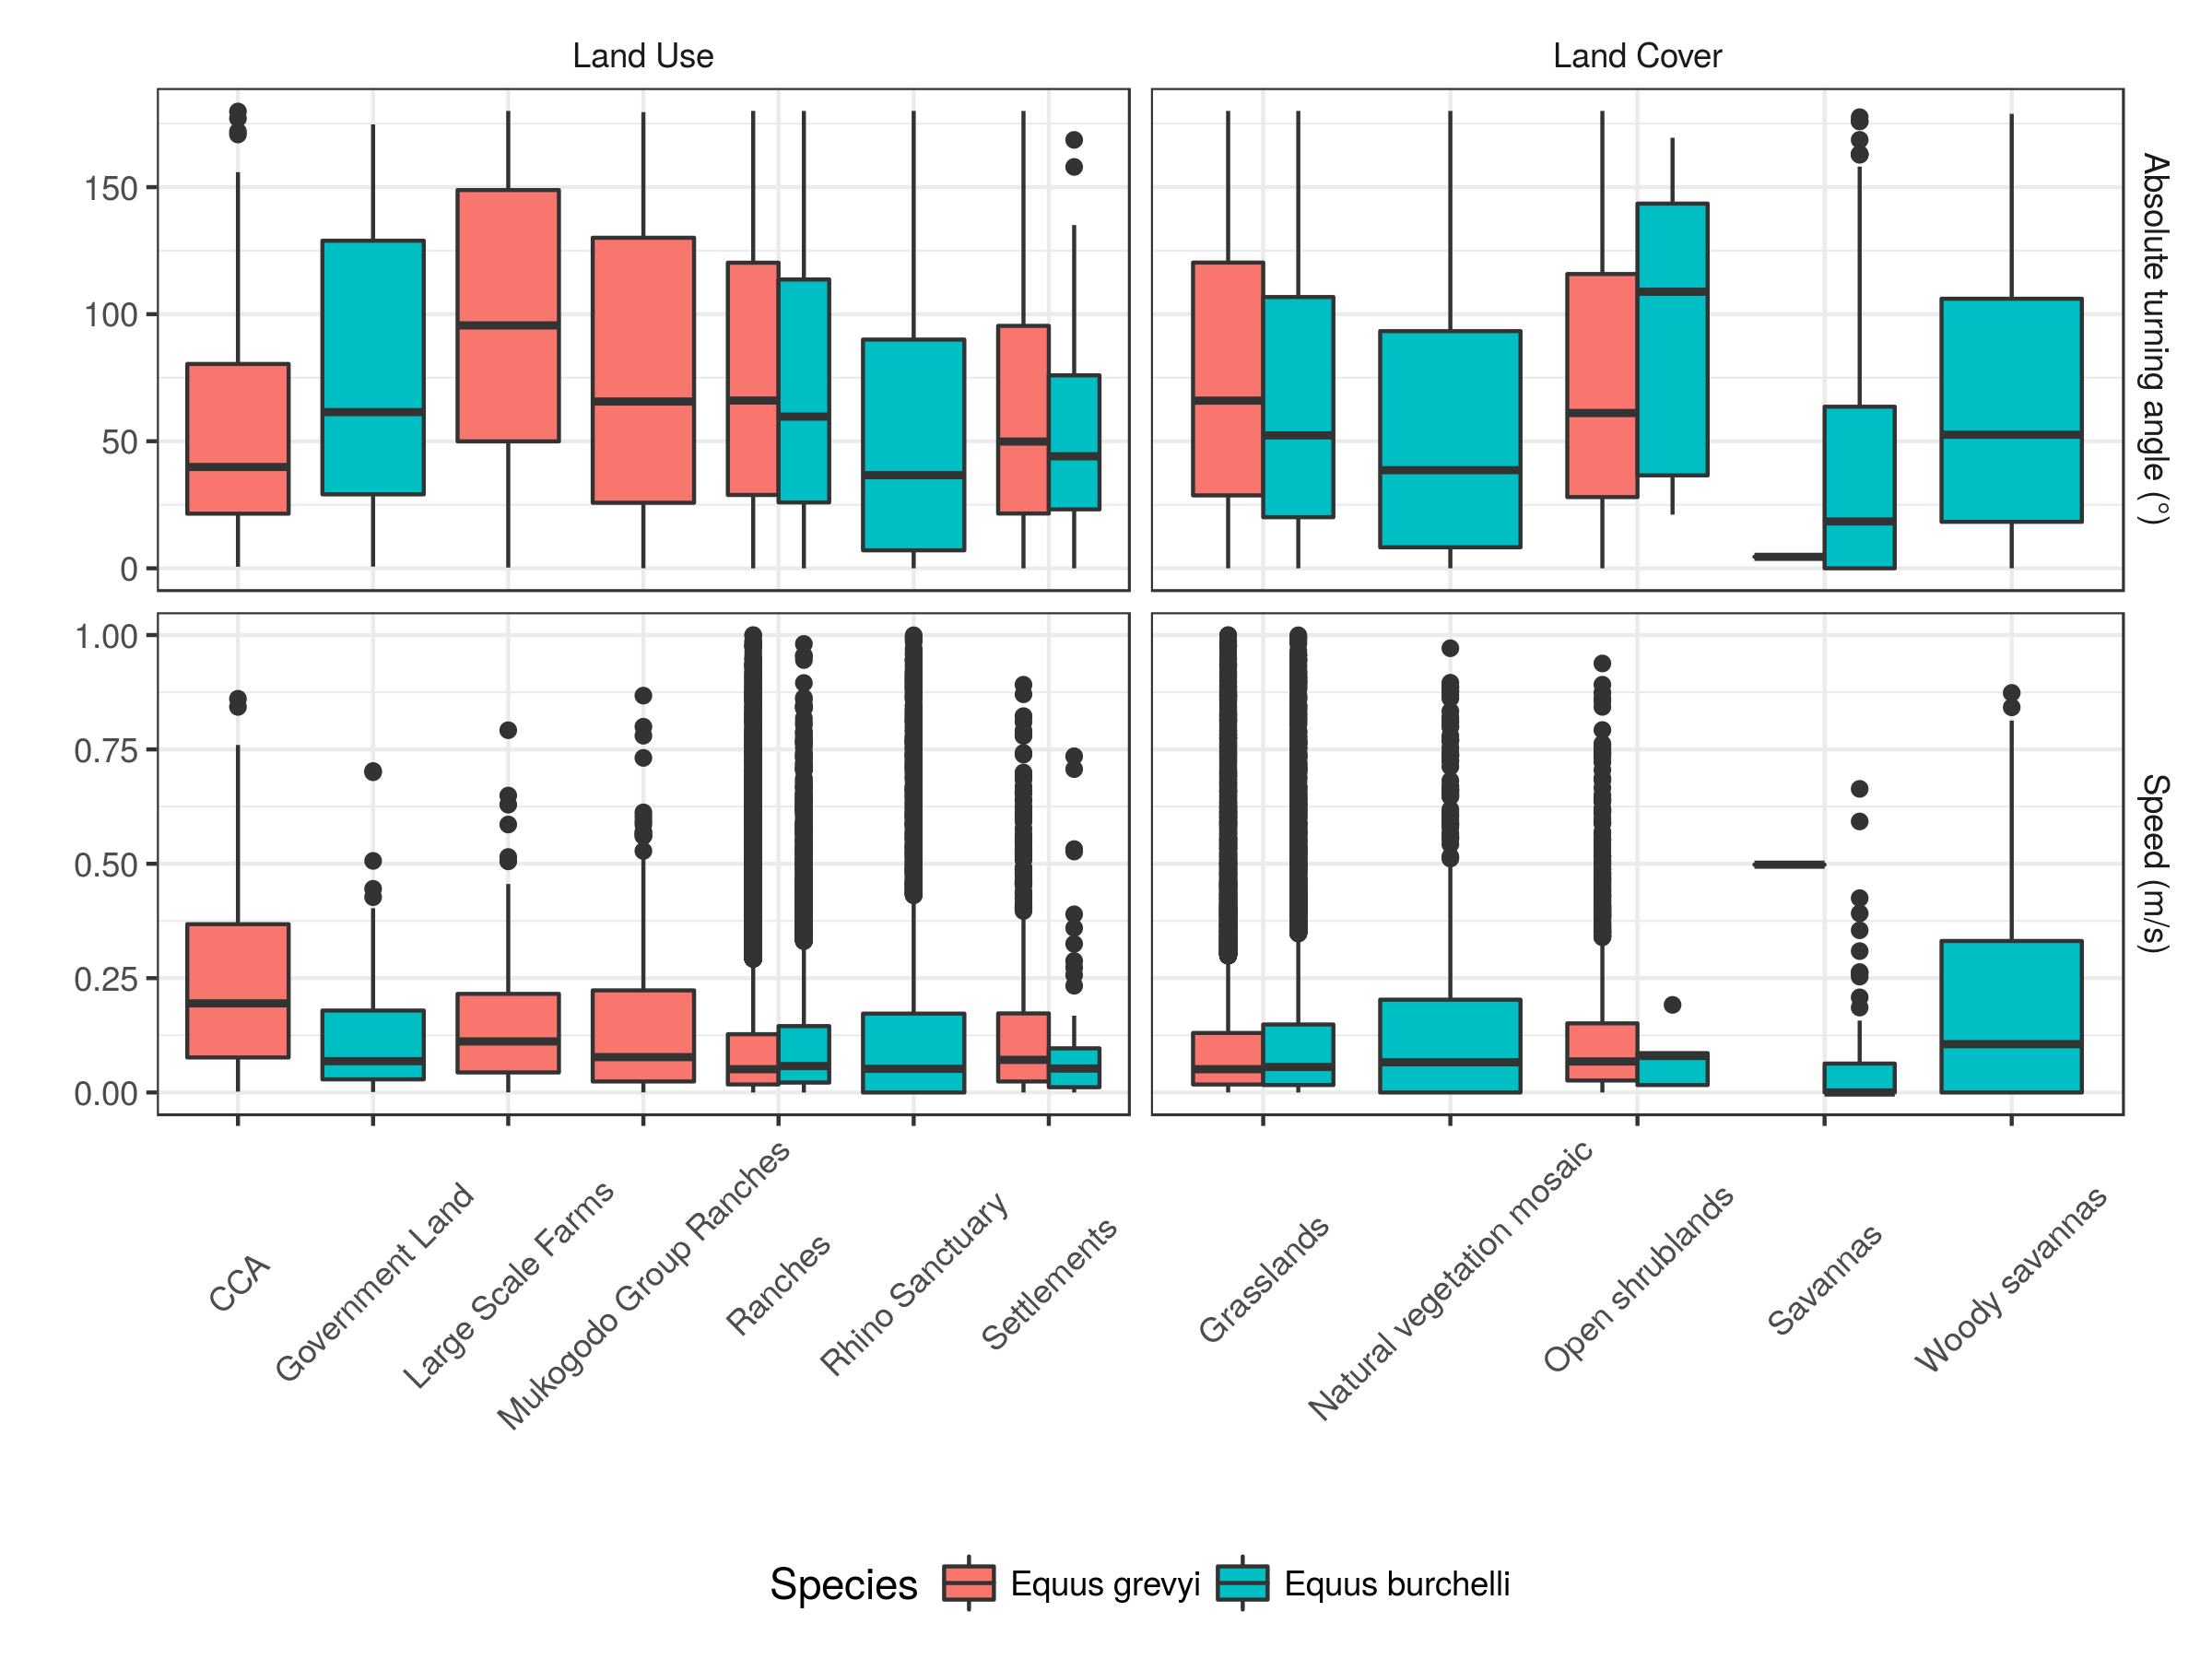 Land Use
Land Cover
150
100
50
0
Absolute turning angle (°)
1.00
0.75
0.50
0.25
0.00
Speed (m/s)
CCA
Government Land
Large Scale Farms
Mukogodo Group Ranches
Ranches
Rhino Sanctuary
Settlements
Grasslands
Natural vegetation mosaic
Open shrublands
Savannas
Woody savannas
Species Equus grevyi Equus burchelli